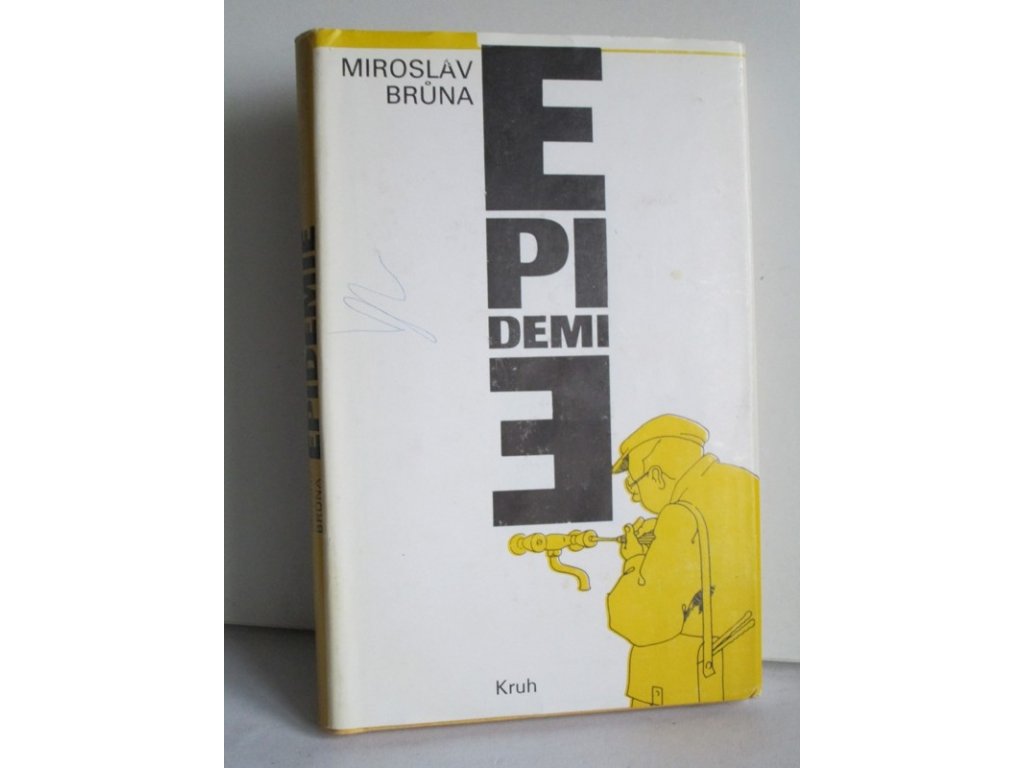 MIROSLAV
BRŮNA
E
PI
DEMI
E
Kruh
BRŮNA EPIDEMIE